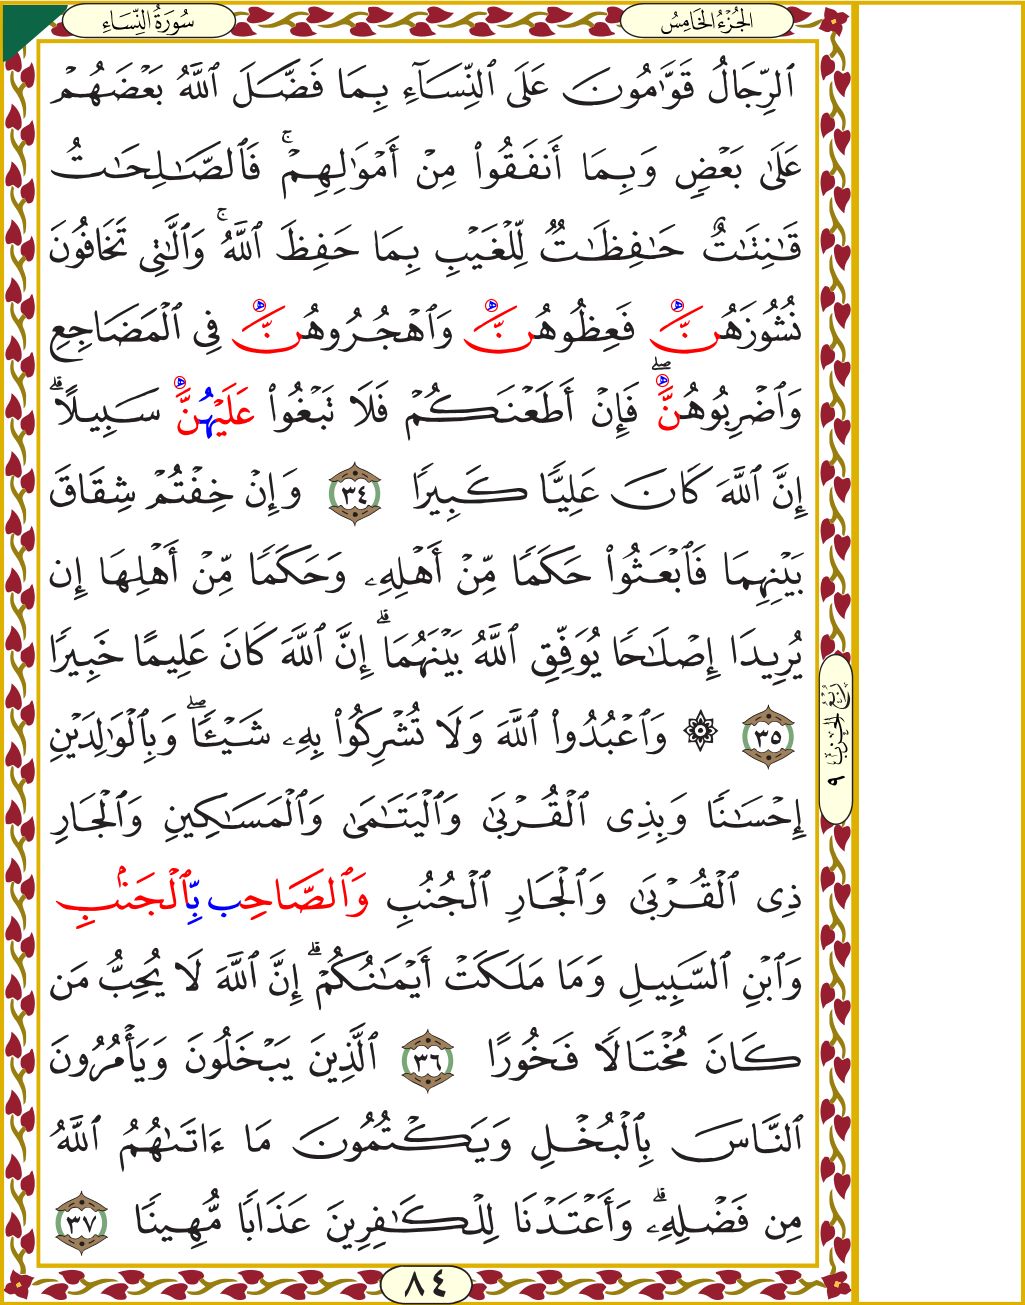 سُورَةُ النِّسَاءِ
الجُزْءُ الخَامِسُ
ٱلرِّجَالُ قَوَّٰمُونَ عَلَى ٱلنِّسَآءِ بِمَا فَضَّلَ ٱللَّهُ بَعْضَهُمْ
عَلَىٰ بَعْضٍ وَبِمَآ أَنفَقُوا۟ مِنْ أَمْوَٰلِهِمْ ۚ فَٱلصَّـٰلِحَـٰتُ
قَـٰنِتَـٰتٌ حَـٰفِظَـٰتٌ لِّلْغَيْبِ بِمَا حَفِظَ ٱللَّهُ ۚ وَٱلَّـٰتِى تَخَافُونَ
نُشُوزَهُنَّهْ فَعِظُوهُنَّهْ وَٱهْجُرُوهُنَّهْ فِى ٱلْمَضَاجِعِ
وَٱضْرِبُوهُنَّهْ ۖ فَإِنْ أَطَعْنَكُمْ فَلَا تَبْغُوا۟ عَلَيْهُنَّهْ سَبِيلًا ۗ
إِنَّ ٱللَّهَ كَانَ عَلِيًّا كَبِيرًا ٣٤ وَإِنْ خِفْتُمْ شِقَاقَ
بَيْنِهِمَا فَٱبْعَثُوا۟ حَكَمًا مِّنْ أَهْلِهِۦ وَحَكَمًا مِّنْ أَهْلِهَا إِن
يُرِيدَا إِصْلَـٰحًا يُوَفِّقِ ٱللَّهُ بَيْنَهُمَا ۗ إِنَّ ٱللَّهَ كَانَ عَلِيمًا خَبِيرًا
٣٥ ۞ وَٱعْبُدُوا۟ ٱللَّهَ وَلَا تُشْرِكُوا۟ بِهِۦ شَيْـًٔا ۖ وَبِٱلْوَٰلِدَيْنِ
إِحْسَـٰنًا وَبِذِى ٱلْقُرْبَىٰ وَٱلْيَتَـٰمَىٰ وَٱلْمَسَـٰكِينِ وَٱلْجَارِ
ذِى ٱلْقُرْبَىٰ وَٱلْجَارِ ٱلْجُنُبِ وَٱلصَّاحِب بِّٱلْجَنۢبِ
وَٱبْنِ ٱلسَّبِيلِ وَمَا مَلَكَتْ أَيْمَـٰنُكُمْ ۗ إِنَّ ٱللَّهَ لَا يُحِبُّ مَن
كَانَ مُخْتَالًا فَخُورًا ٣٦ ٱلَّذِينَ يَبْخَلُونَ وَيَأْمُرُونَ
ٱلنَّاسَ بِٱلْبُخْلِ وَيَكْتُمُونَ مَا ءَاتَىٰهُمُ ٱللَّهُ
مِن فَضْلِهِۦ ۗ وَأَعْتَدْنَا لِلْكَـٰفِرِينَ عَذَابًا مُّهِينًا ٣٧
رُبْعُ الحِزْب ٩
٨٤